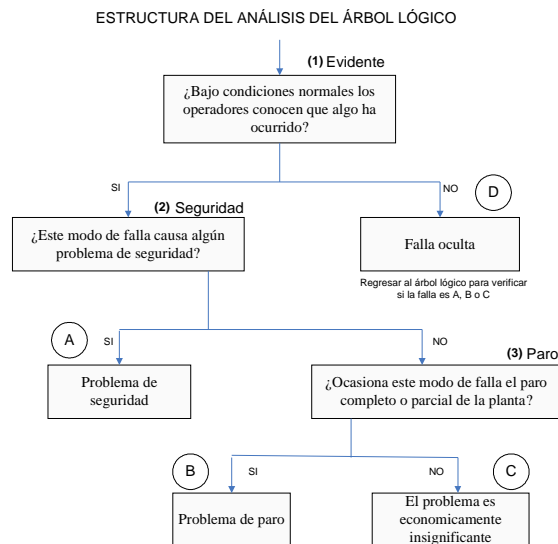 ESTRUCTURA DEL ANÁLISIS DEL ÁRBOL LÓGICO
(1) Evidente
¿Bajo condiciones normales los
operadores conocen que algo ha
ocurrido?
SI
NO
D
(2) Seguridad
¿Este modo de falla causa algún
problema de seguridad?
Falla oculta
Regresar al árbol lógico para verificar
si la falla es A, B o C
A
SI
NO
(3) Paro
Problema de
seguridad
¿Ocasiona este modo de falla el paro
completo o parcial de la planta?
B
SI
NO
C
Problema de paro
El problema es
economicamente
insignificante